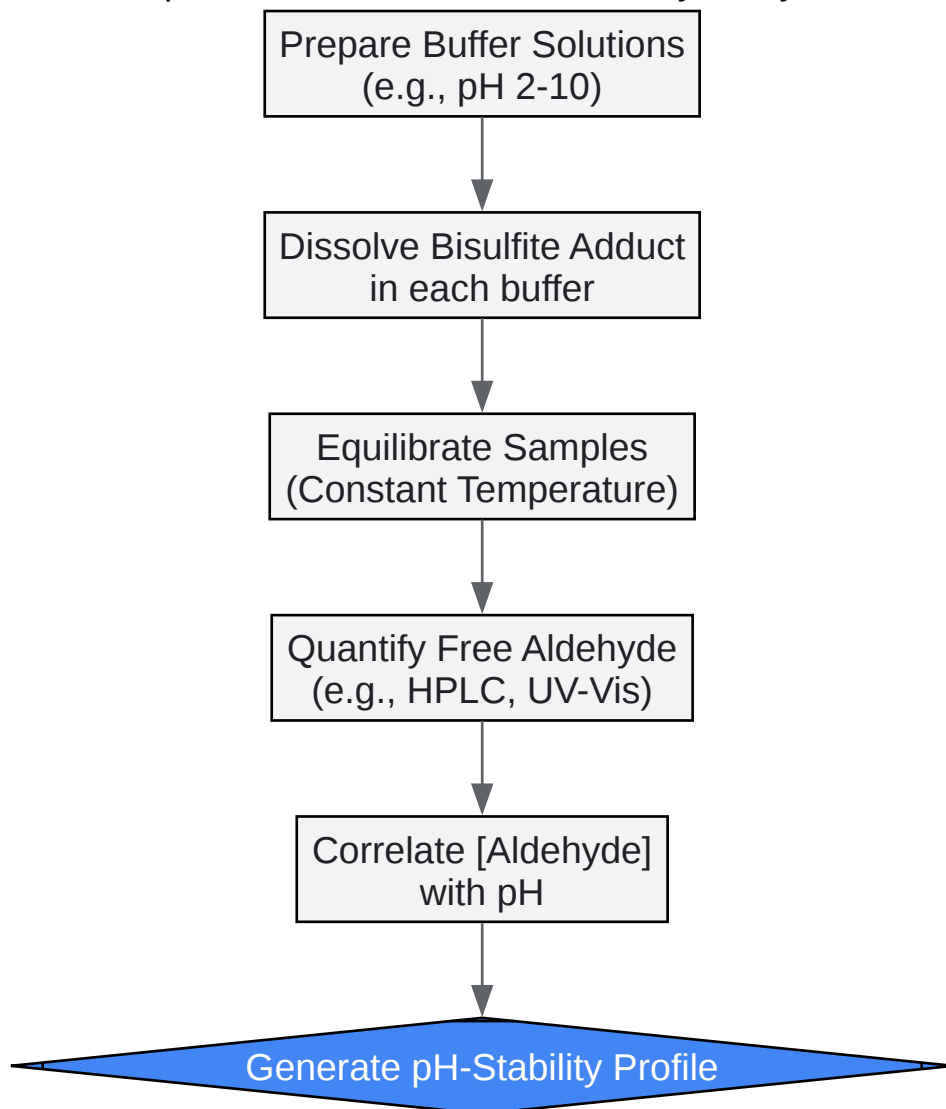 Prepare Buffer Solutions
(e.g., pH 2-10)
Dissolve Bisulfite Adduct
in each buffer
Equilibrate Samples
(Constant Temperature)
Quantify Free Aldehyde
(e.g., HPLC, UV-Vis)
Correlate [Aldehyde]
with pH
Generate pH-Stability Profile